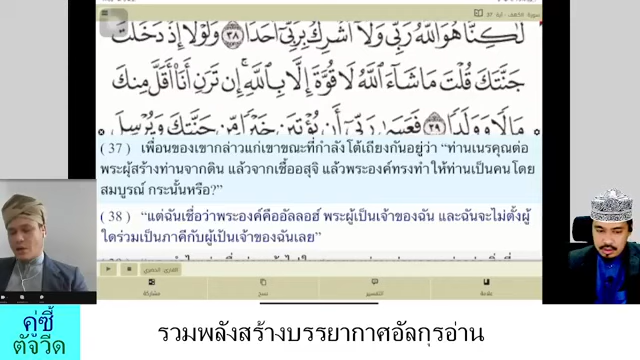 سورة الكهف - آية 37
لَّـٰكِنَّا۠ هُوَ ٱللَّهُ رَبِّى وَلَآ أُشْرِكُ بِرَبِّىٓ أَحَدًا ٣٨ وَلَوْلَآ إِذْ دَخَلْتَ
جَنَّتَكَ قُلْتَ مَا شَآءَ ٱللَّهُ لَا قُوَّةَ إِلَّا بِٱللَّهِ ۚ إِن تَرَنِ أَنَا۠ أَقَلَّ مِنكَ
مَالًا وَوَلَدًا ٣٩ فَعَسَىٰ رَبِّىٓ أَن يُؤْتِيَنِ خَيْرًا مِّن جَنَّتِكَ وَيُرْسِلَ
( 37 ) เพื่อนของเขากล่าวแก่เขาขณะที่กำลังโต้เถียงกันอยู่ว่า “ท่านเนรคุณต่อ
พระผู้สร้างท่านจากดิน แล้วจากเชื้ออสุจิ แล้วพระองค์ทรงทำให้ท่านเป็นคนโดย
สมบูรณ์ กระนั้นหรือ?”
( 38 ) “แต่ฉันเชื่อว่าพระองค์คืออัลลอฮ์ พระผู้เป็นเจ้าของฉัน และฉันจะไม่ตั้งผู้
ใดร่วมเป็นภาคีกับผู้เป็นเจ้าของฉันเลย”
مشاركة
نسخ
التفسير
علامة
คู่ซี้
ตัจวีด
รวมพลังสร้างบรรยากาศอัลกุรอ่าน